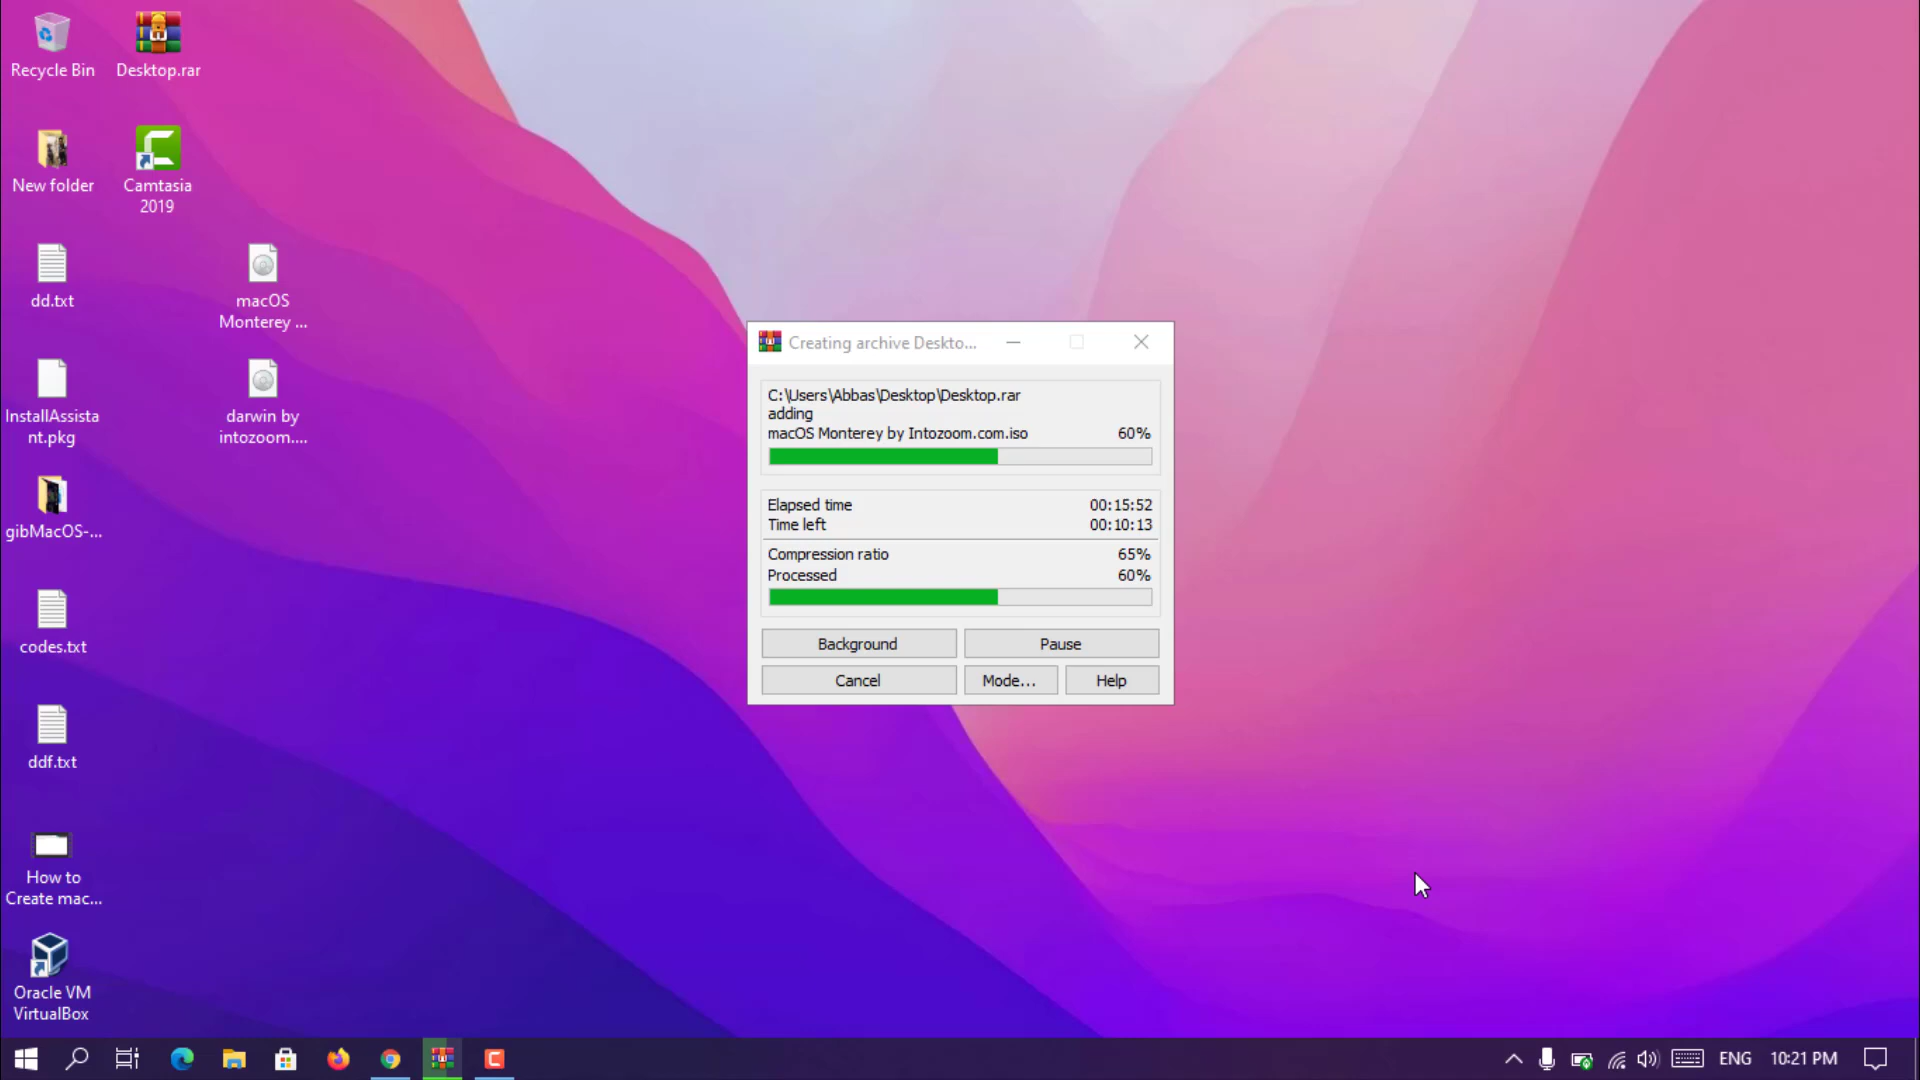 Recycle Bin
Desktop.rar
New folder
Camtasia
2019
dd.txt
macOS
Monterey ...
InstallAssista
nt.pkg
darwin by
intozoom....
gibMacOS-...
codes.txt
ddf.txt
How to
Create mac...
Oracle VM
VirtualBox
Creating archive Deskto...
C:\Users\Abbas\Desktop\Desktop.rar
adding
macOS Monterey by Intozoom.com.iso 60%
Elapsed time 00:15:52
Time left 00:10:13
Compression ratio 65%
Processed 60%
Background Pause
Cancel Mode... Help
ENG 10:21 PM